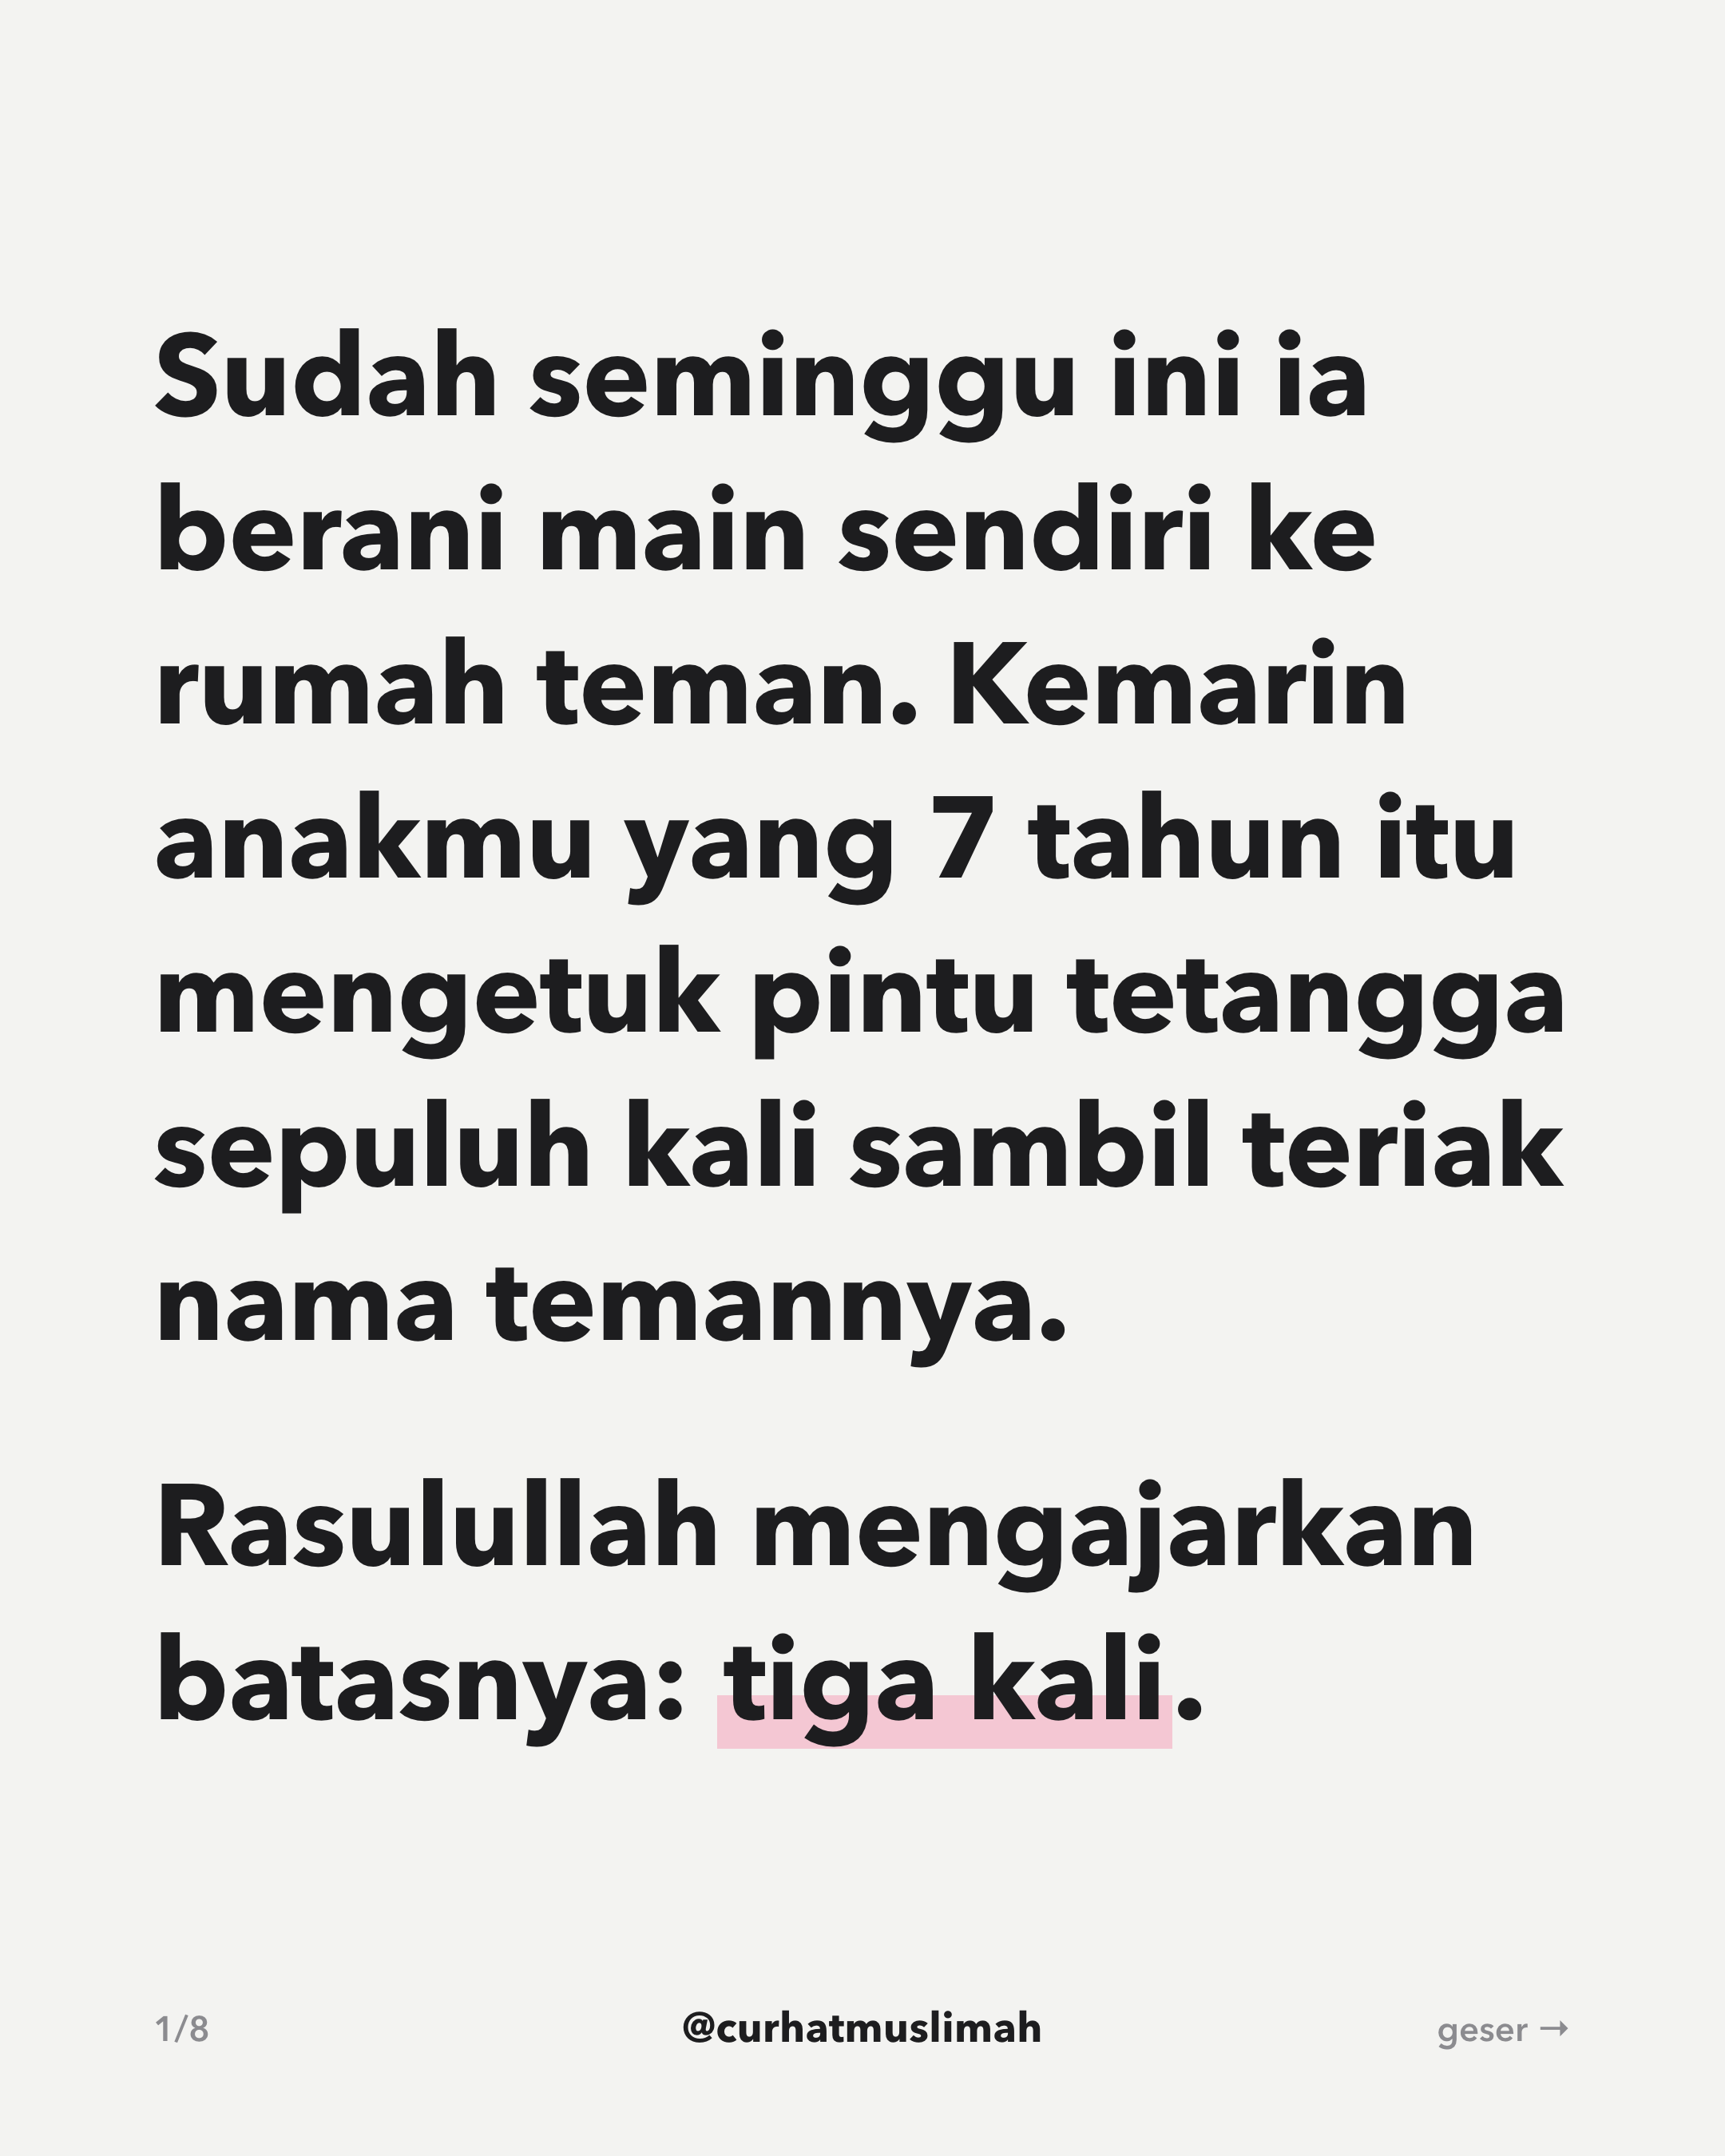 Sudah seminggu ini ia
berani main sendiri ke
rumah teman. Kemarin
anakmu yang 7 tahun itu
mengetuk pintu tetangga
sepuluh kali sambil teriak
nama temannya.
Rasulullah mengajarkan
batasnya: tiga kali.
1/8
@curhatmuslimah
geser →